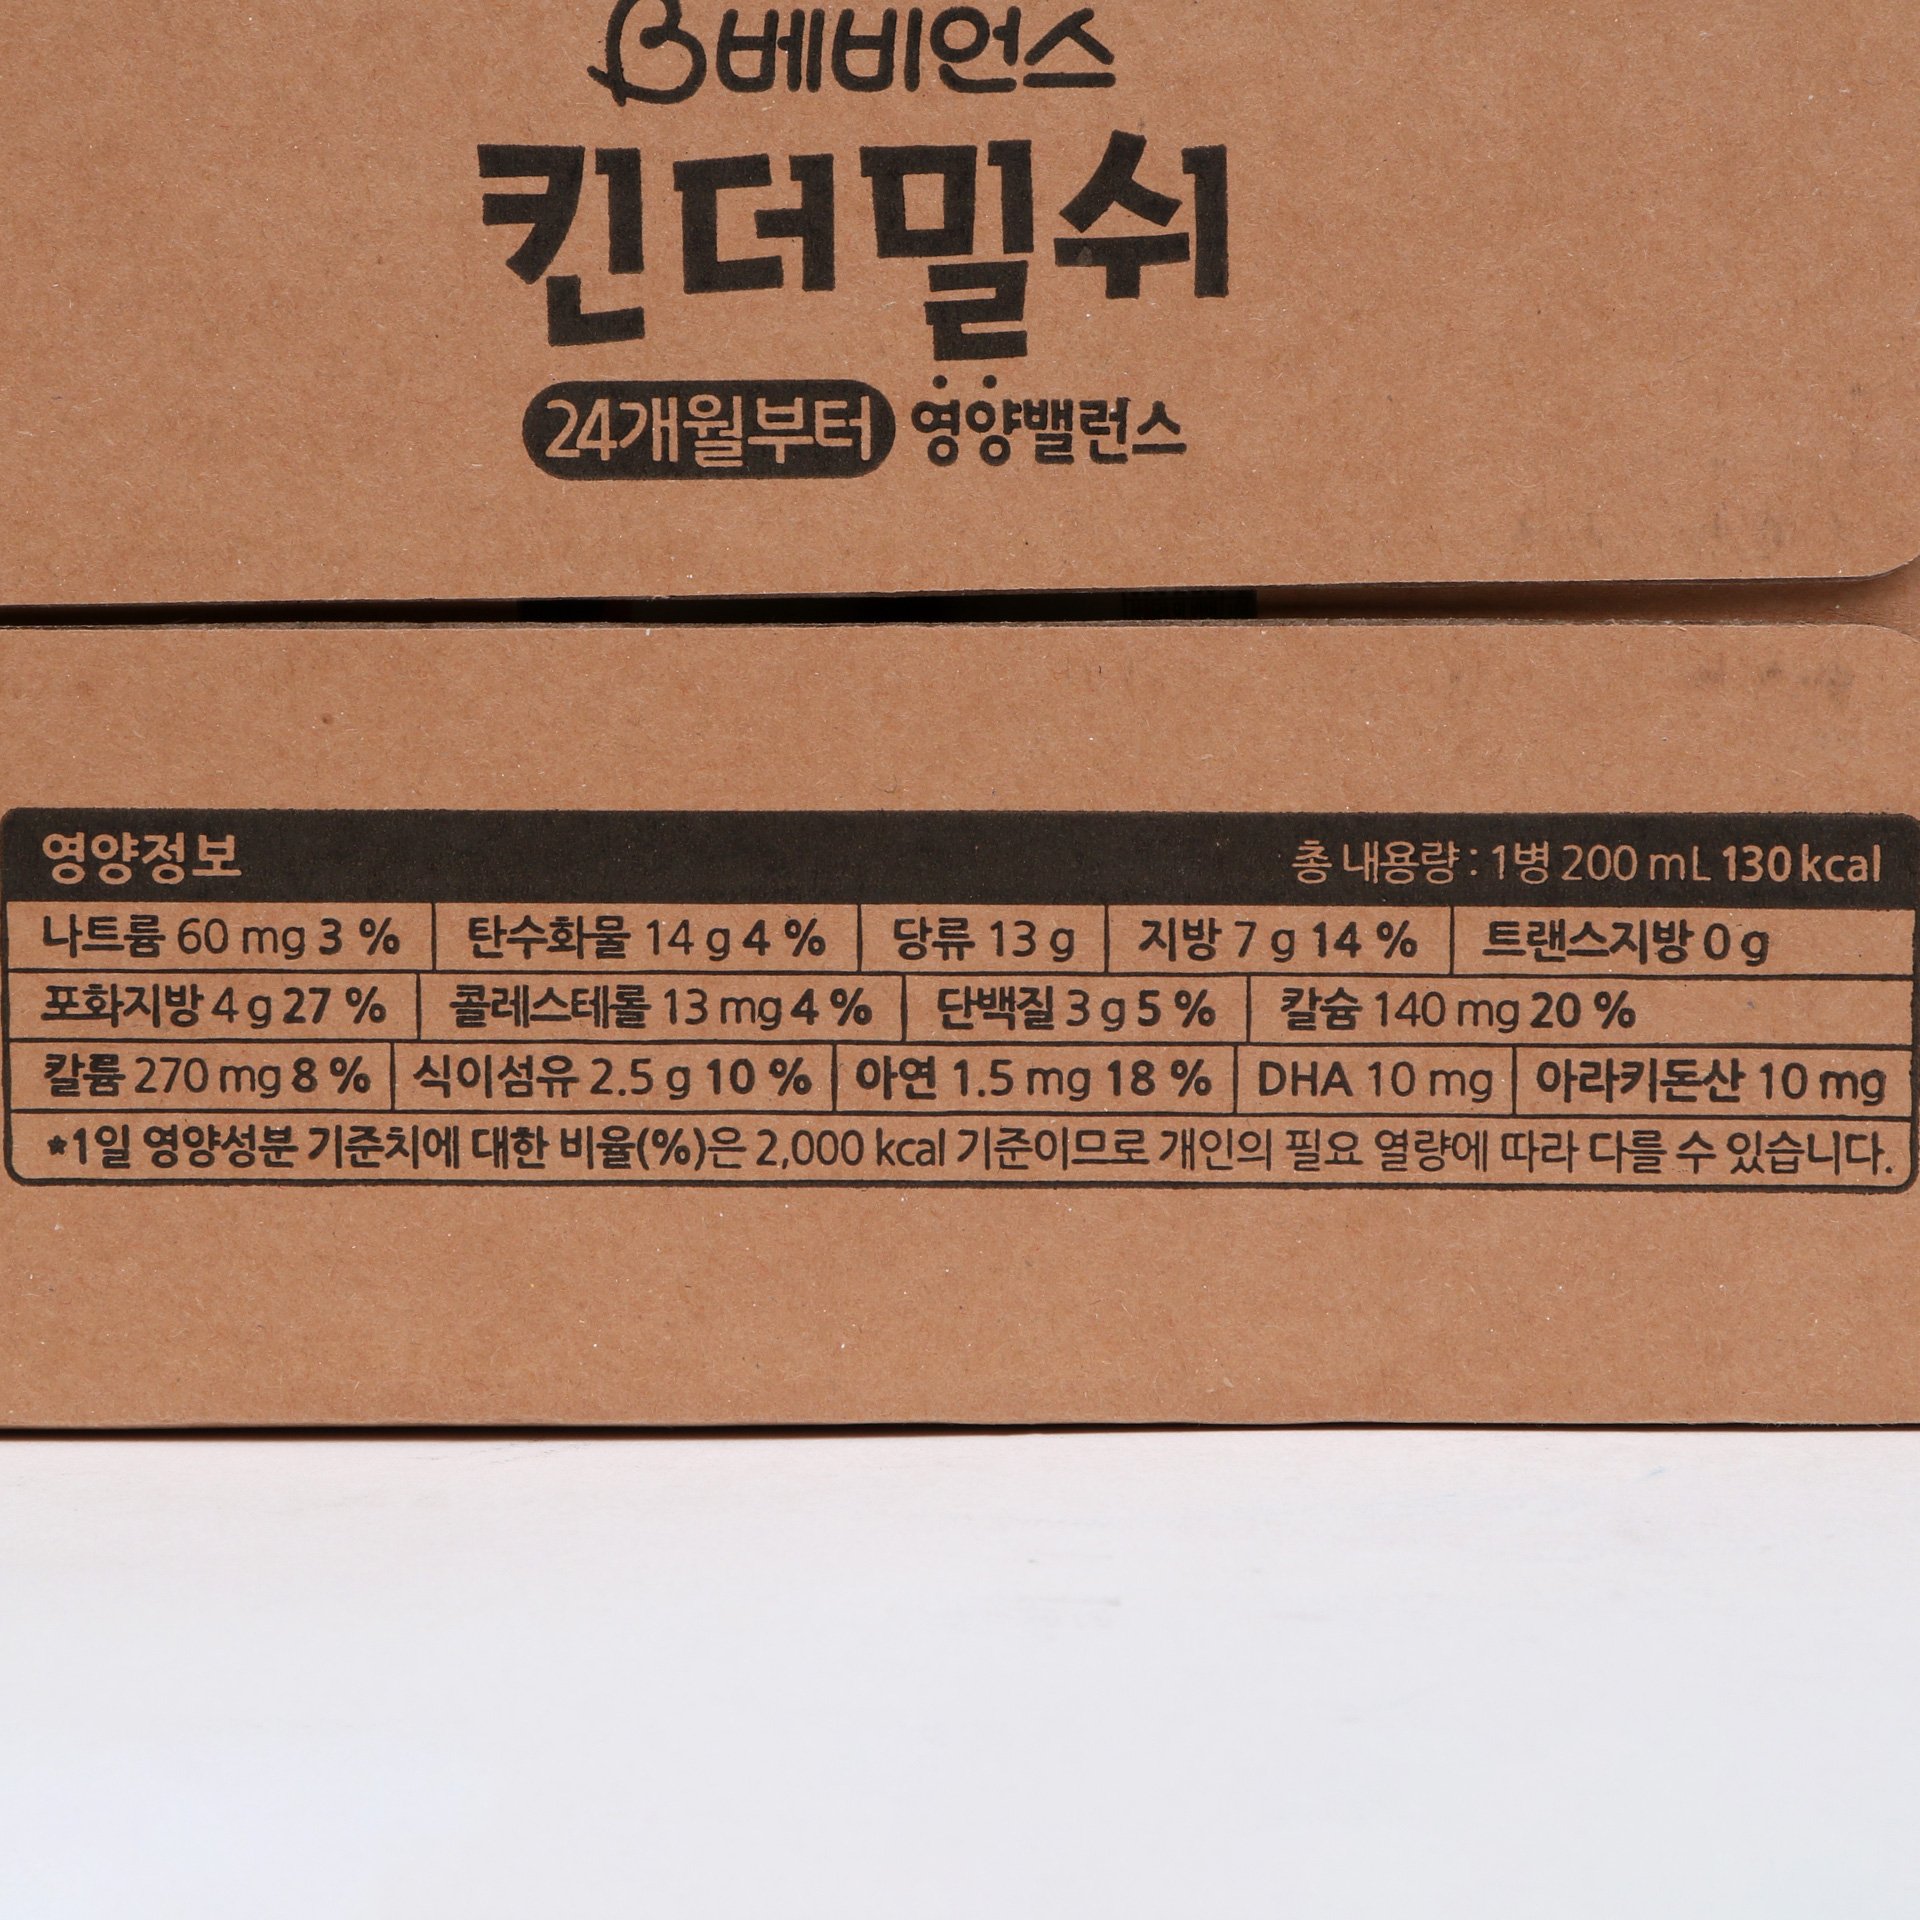 B베비언스
킨더밀쉬
24개월부터 영양밸런스
영양정보 총 내용량 : 1병 200 mL 130 kcal
나트륨 60 mg 3 % 탄수화물 14 g 4 % 당류 13 g 지방 7 g 14 % 트랜스지방 0 g
포화지방 4 g 27 % 콜레스테롤 13 mg 4 % 단백질 3 g 5 % 칼슘 140 mg 20 %
칼륨 270 mg 8 % 식이섬유 2.5 g 10 % 아연 1.5 mg 18 % DHA 10 mg 아라키돈산 10 mg
*1일 영양성분 기준치에 대한 비율(%)은 2,000 kcal 기준이므로 개인의 필요 열량에 따라 다를 수 있습니다.